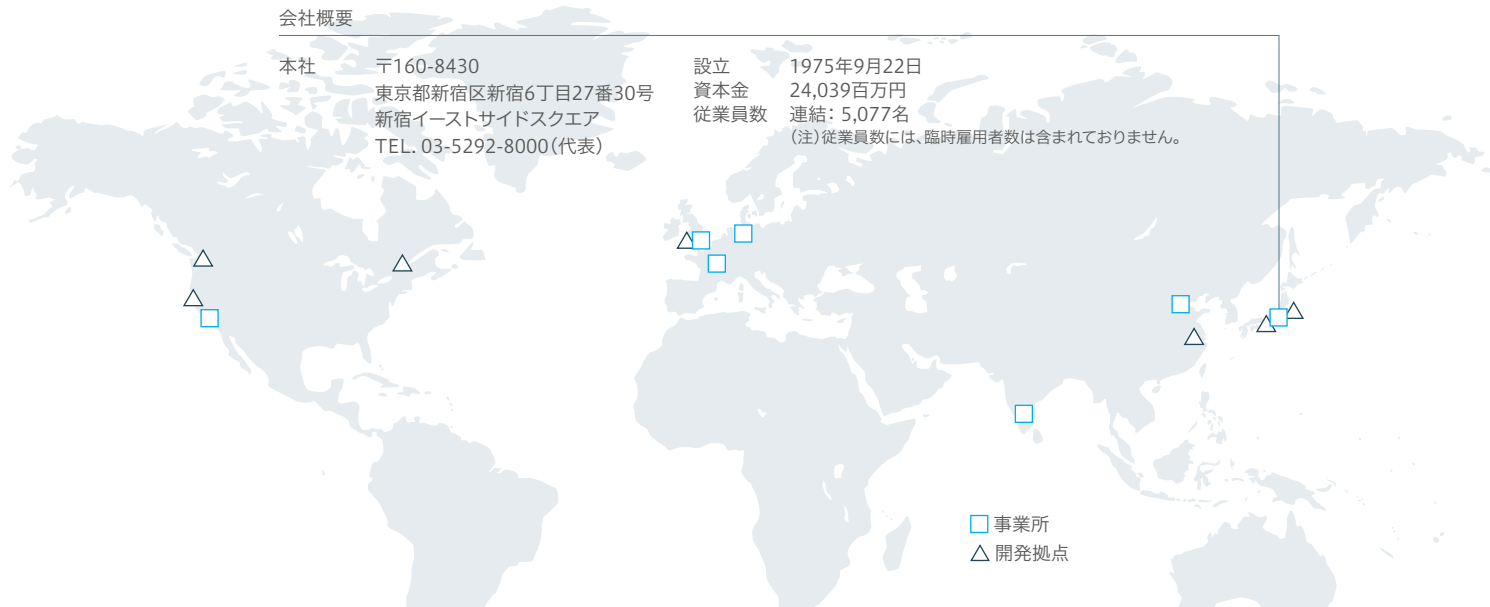 会社概要
本社 〒160-8430
東京都新宿区新宿6丁目27番30号
新宿イーストサイドスクエア
TEL. 03-5292-8000(代表)
設立 1975年9月22日
資本金 24,039百万円
従業員数 連結: 5,077名
(注)従業員数には、臨時雇用者数は含まれておりません。
事業所
開発拠点